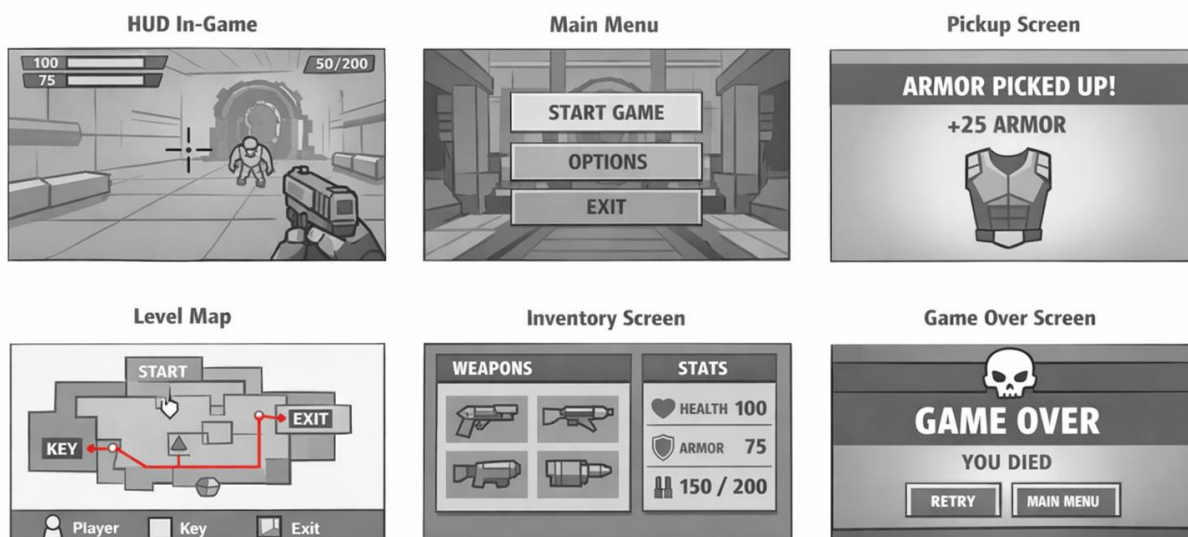 HUD In-Game
100
75
50/200
Main Menu
START GAME
OPTIONS
EXIT
Pickup Screen
ARMOR PICKED UP!
+25 ARMOR
Level Map
START
EXIT
KEY
Player
Key
Exit
Inventory Screen
WEAPONS
STATS
HEALTH 100
ARMOR 75
150 / 200
Game Over Screen
GAME OVER
YOU DIED
RETRY
MAIN MENU